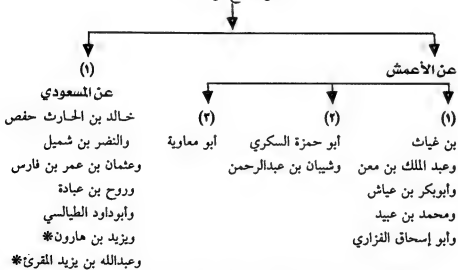 عن الأعمش
(١)
بن غياث
وعبد الملك بن معن
وأبوبكر بن عياش
ومحمد بن عبيد
وأبو إسحاق الفزاري
(٢)
أبو حمزة السكري
وشيبان بن عبدالرحمن
(٣)
أبو معاوية
(١)
عن المسعودي
خالد بن الحارث حفص
والنضر بن شميل
وعثمان بن عمر بن فارس
وروح بن عبادة
وأبوداود الطيالسي
ويزيد بن هارون*
وعبدالله بن يزيد المقرئ*